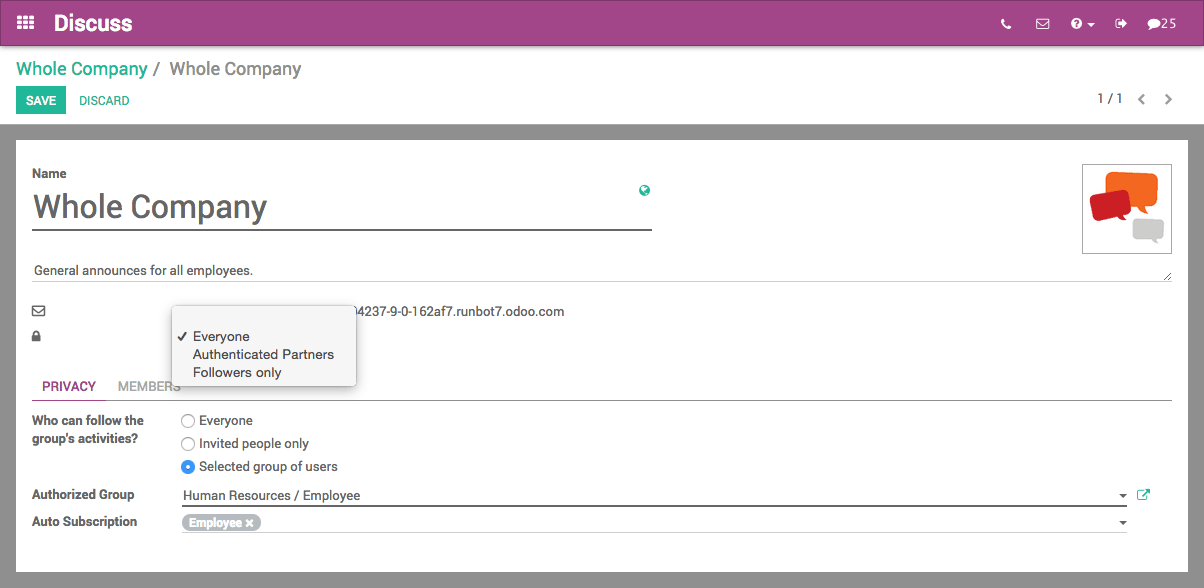 Discuss
25
Whole Company / Whole Company
SAVE DISCARD
1 / 1
Name
Whole Company
General announces for all employees.
4237-9-0-162af7.runbot7.odoo.com
Everyone
Authenticated Partners
Followers only
PRIVACY MEMBERS
Who can follow the
group's activities?
Everyone
Invited people only
Selected group of users
Authorized Group Human Resources / Employee
Auto Subscription Employee ×